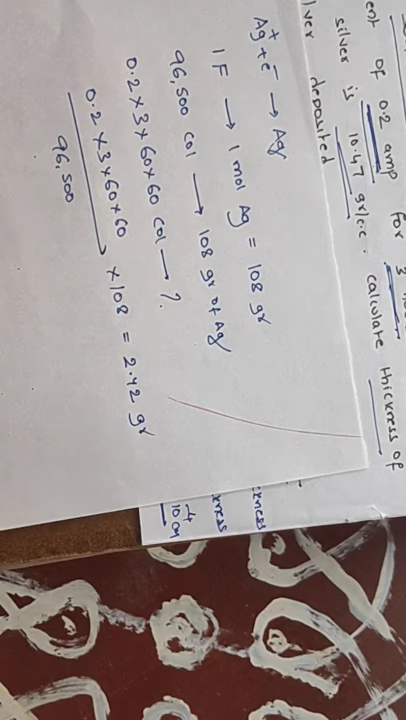 ent of 0.2 amp for 3
silver is 10.47 gr/c.c. calculate thickness of
lver deposited
Ag⁺ + e⁻ → Ag
1 F → 1 mol Ag = 108 gr
96,500 col → 108 gr of Ag
0.2 × 3 × 60 × 60 col → ?
0.2 × 3 × 60 × 60 / 96,500 × 108 = 2.42 gr